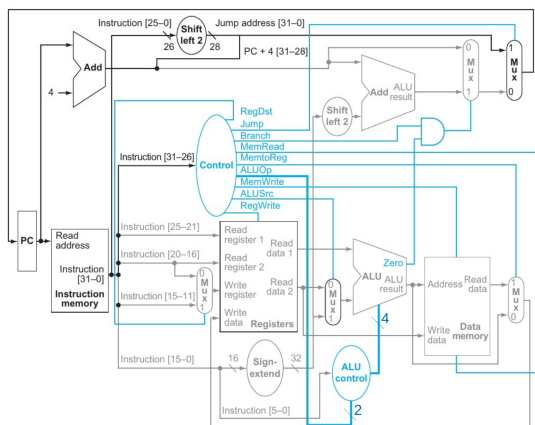 Instruction [25–0]
Jump address [31–0]
Shift
left 2
26
28
PC + 4 [31–28]
Add
4
0
M
u
x
1
1
M
u
x
0
Add
ALU
result
Shift
left 2
RegDst
Jump
Branch
MemRead
MemtoReg
ALUOp
MemWrite
ALUSrc
RegWrite
Control
Instruction [31–26]
PC
Read
address
Instruction
[31–0]
Instruction
memory
Instruction [25–21]
Instruction [20–16]
Instruction [15–11]
0
M
u
x
1
Read
register 1
Read
register 2
Write
register
Write
data
Read
data 1
Read
data 2
Registers
0
M
u
x
1
Zero
ALU
ALU
result
Address
Read
data
Write
data
Data
memory
1
M
u
x
0
4
Instruction [15–0]
16
Sign-
extend
32
ALU
control
Instruction [5–0]
2